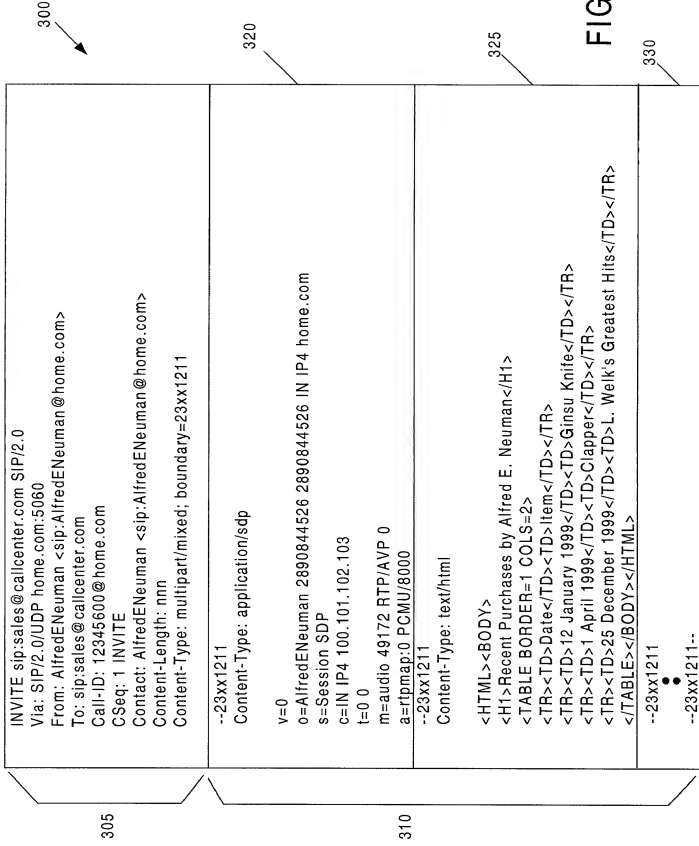 300
INVITE sip:sales@callcenter.com SIP/2.0
Via: SIP/2.0/UDP home.com:5060
From: AlfredENeuman <sip:AlfredENeuman@home.com>
To: sip:sales@callcenter.com
Call-ID: 12345600@home.com
CSeq: 1 INVITE
Contact: AlfredENeuman <sip:AlfredENeuman@home.com>
Content-Length: nnn
Content-Type: multipart/mixed; boundary=23xx1211
305
--23xx1211
Content-Type: application/sdp
v=0
o=AlfredENeuman 2890844526 2890844526 IN IP4 home.com
s=Session SDP
c=IN IP4 100.101.102.103
t=0 0
m=audio 49172 RTP/AVP 0
a=rtpmap:0 PCMU/8000
320
--23xx1211
Content-Type: text/html
<HTML><BODY>
<H1>Recent Purchases by Alfred E. Neuman</H1>
<TABLE BORDER=1 COLS=2>
<TR><TD>Date</TD><TD>Item</TD></TR>
<TR><TD>12 January 1999</TD><TD>Ginsu Knife</TD></TR>
<TR><TD>1 April 1999</TD><TD>Clapper</TD></TR>
<TR><TD>25 December 1999</TD><TD>L. Welk's Greatest Hits</TD></TR>
</TABLE></BODY></HTML>
325
310
--23xx1211
--23xx1211--
330
FIG